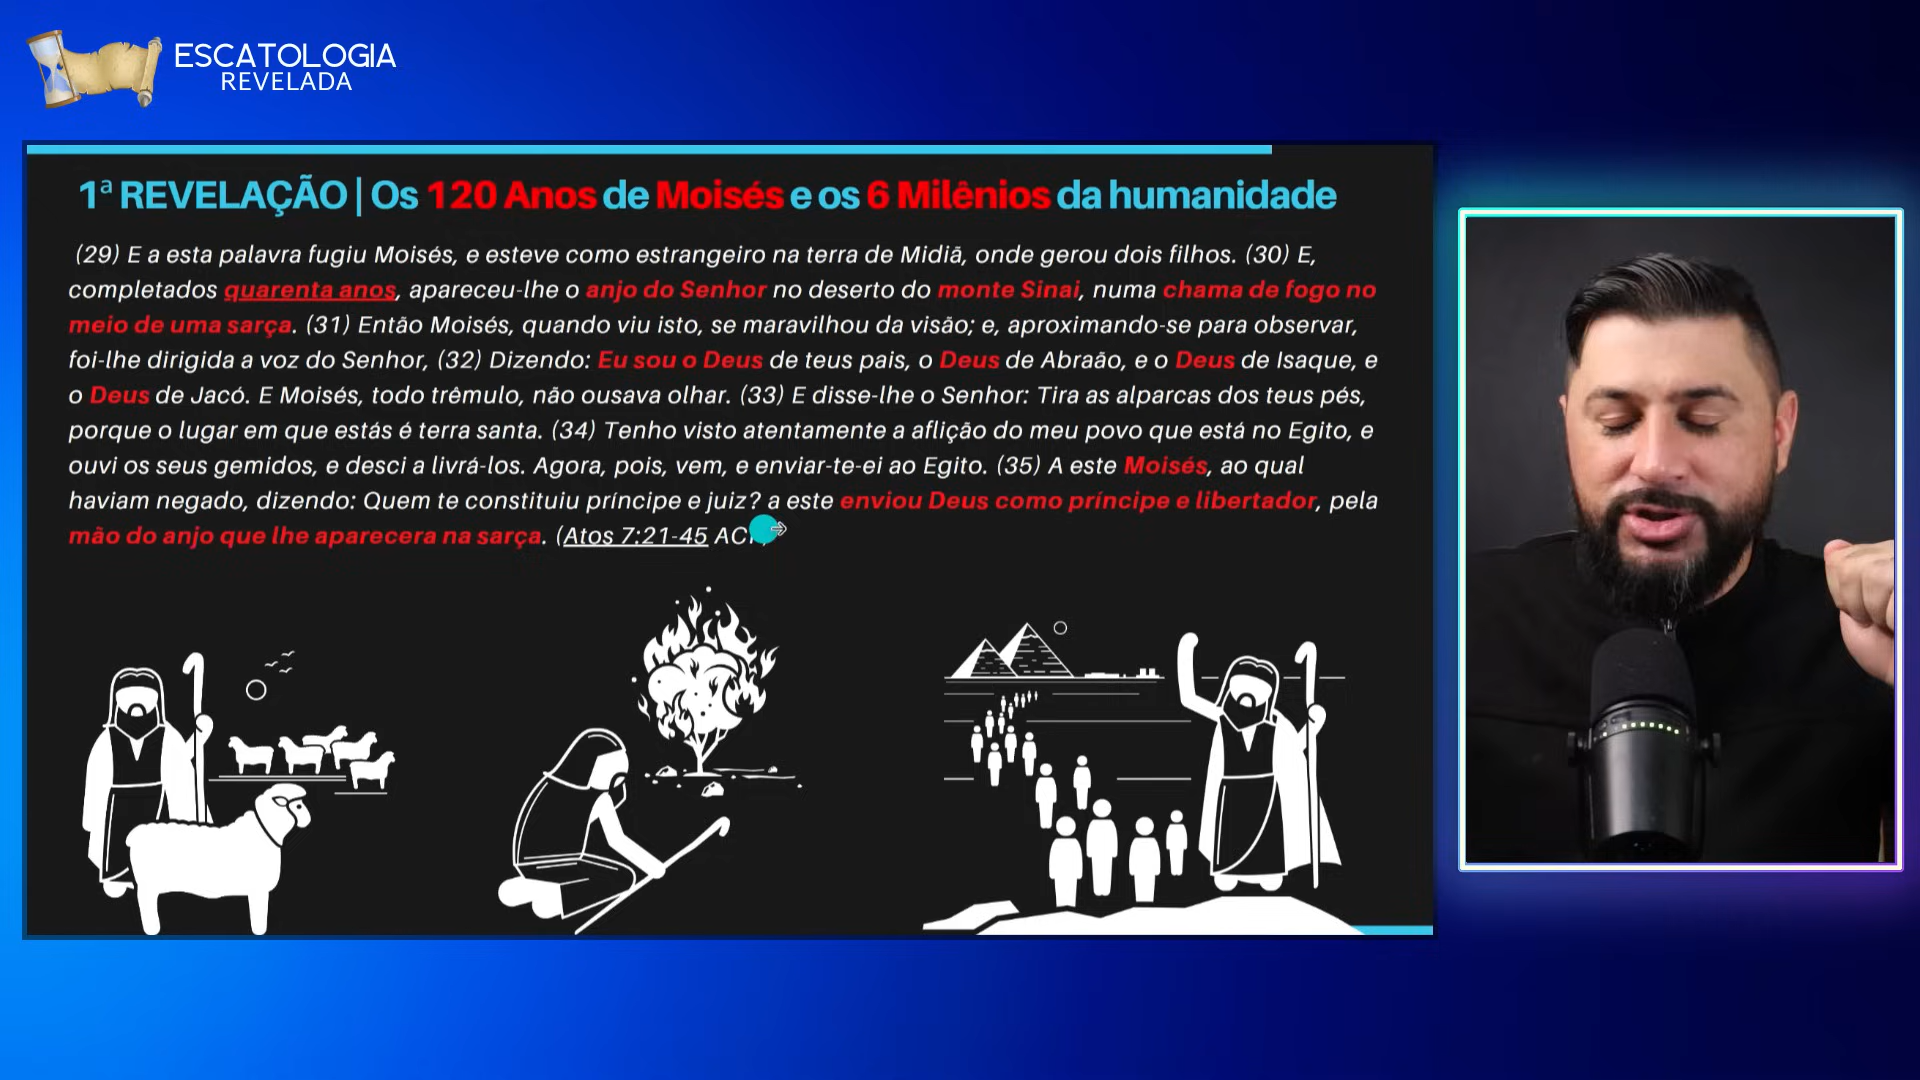 ESCATOLOGIA
REVELADA
1ª REVELAÇÃO | Os 120 Anos de Moisés e os 6 Milênios da humanidade
(29) E a esta palavra fugiu Moisés, e esteve como estrangeiro na terra de Midiã, onde gerou dois filhos. (30) E,
completados quarenta anos, apareceu-lhe o anjo do Senhor no deserto do monte Sinai, numa chama de fogo no
meio de uma sarça. (31) Então Moisés, quando viu isto, se maravilhou da visão; e, aproximando-se para observar,
foi-lhe dirigida a voz do Senhor, (32) Dizendo: Eu sou o Deus de teus pais, o Deus de Abraão, e o Deus de Isaque, e
o Deus de Jacó. E Moisés, todo trêmulo, não ousava olhar. (33) E disse-lhe o Senhor: Tira as alparcas dos teus pés,
porque o lugar em que estás é terra santa. (34) Tenho visto atentamente a aflição do meu povo que está no Egito, e
ouvi os seus gemidos, e desci a livrá-los. Agora, pois, vem, e enviar-te-ei ao Egito. (35) A este Moisés, ao qual
haviam negado, dizendo: Quem te constituiu príncipe e juiz? a este enviou Deus como príncipe e libertador, pela
mão do anjo que lhe aparecera na sarça. (Atos 7:21-45